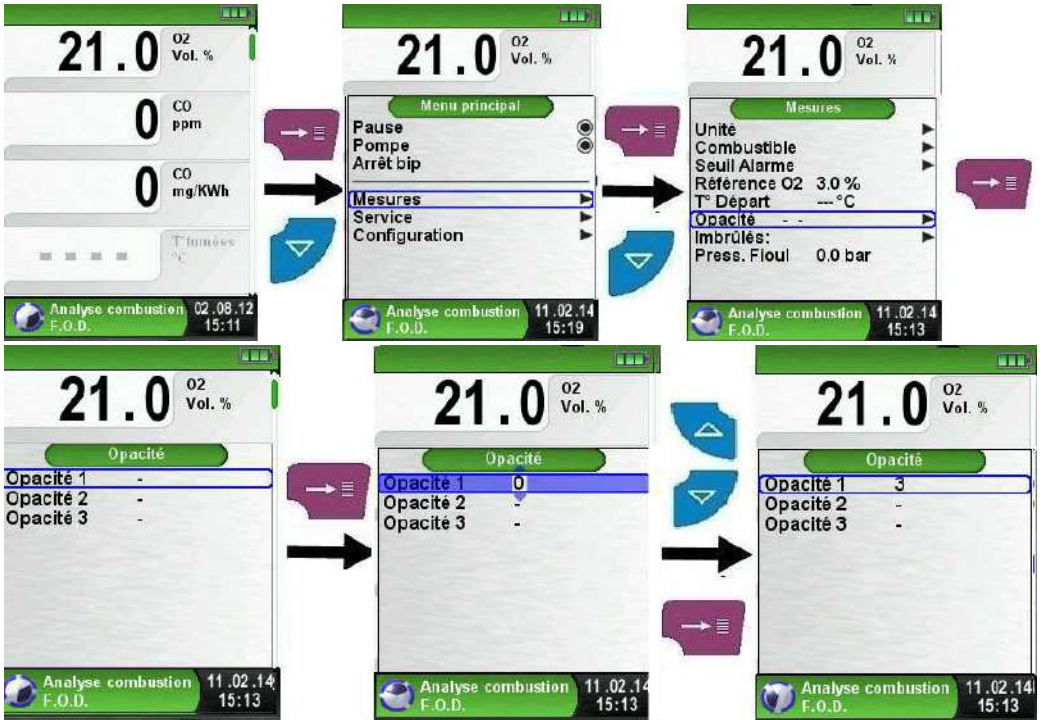 21.0 O2
Vol. %
0 CO
ppm
0 CO
mg/KWh
- - - - T°fumées
°C
Analyse combustion 02.08.12
F.O.D. 15:11
21.0 O2
Vol. %
Menu principal
Pause
Pompe
Arrêt bip
Mesures
Service
Configuration
Analyse combustion 11.02.14
F.O.D. 15:19
21.0 O2
Vol. %
Mesures
Unité
Combustible
Seuil Alarme
Référence O2 3.0 %
T° Départ ---°C
Opacité - -
Imbrûlés:
Press. Fioul 0.0 bar
Analyse combustion 11.02.14
F.O.D. 15:13
21.0 O2
Vol. %
Opacité
Opacité 1 -
Opacité 2 -
Opacité 3 -
Analyse combustion 11.02.14
F.O.D. 15:13
21.0 O2
Vol. %
Opacité
Opacité 1 0
Opacité 2 -
Opacité 3 -
Analyse combustion 11.02.14
F.O.D. 15:13
21.0 O2
Vol. %
Opacité
Opacité 1 3
Opacité 2 -
Opacité 3 -
Analyse combustion 11.02.14
F.O.D. 15:13